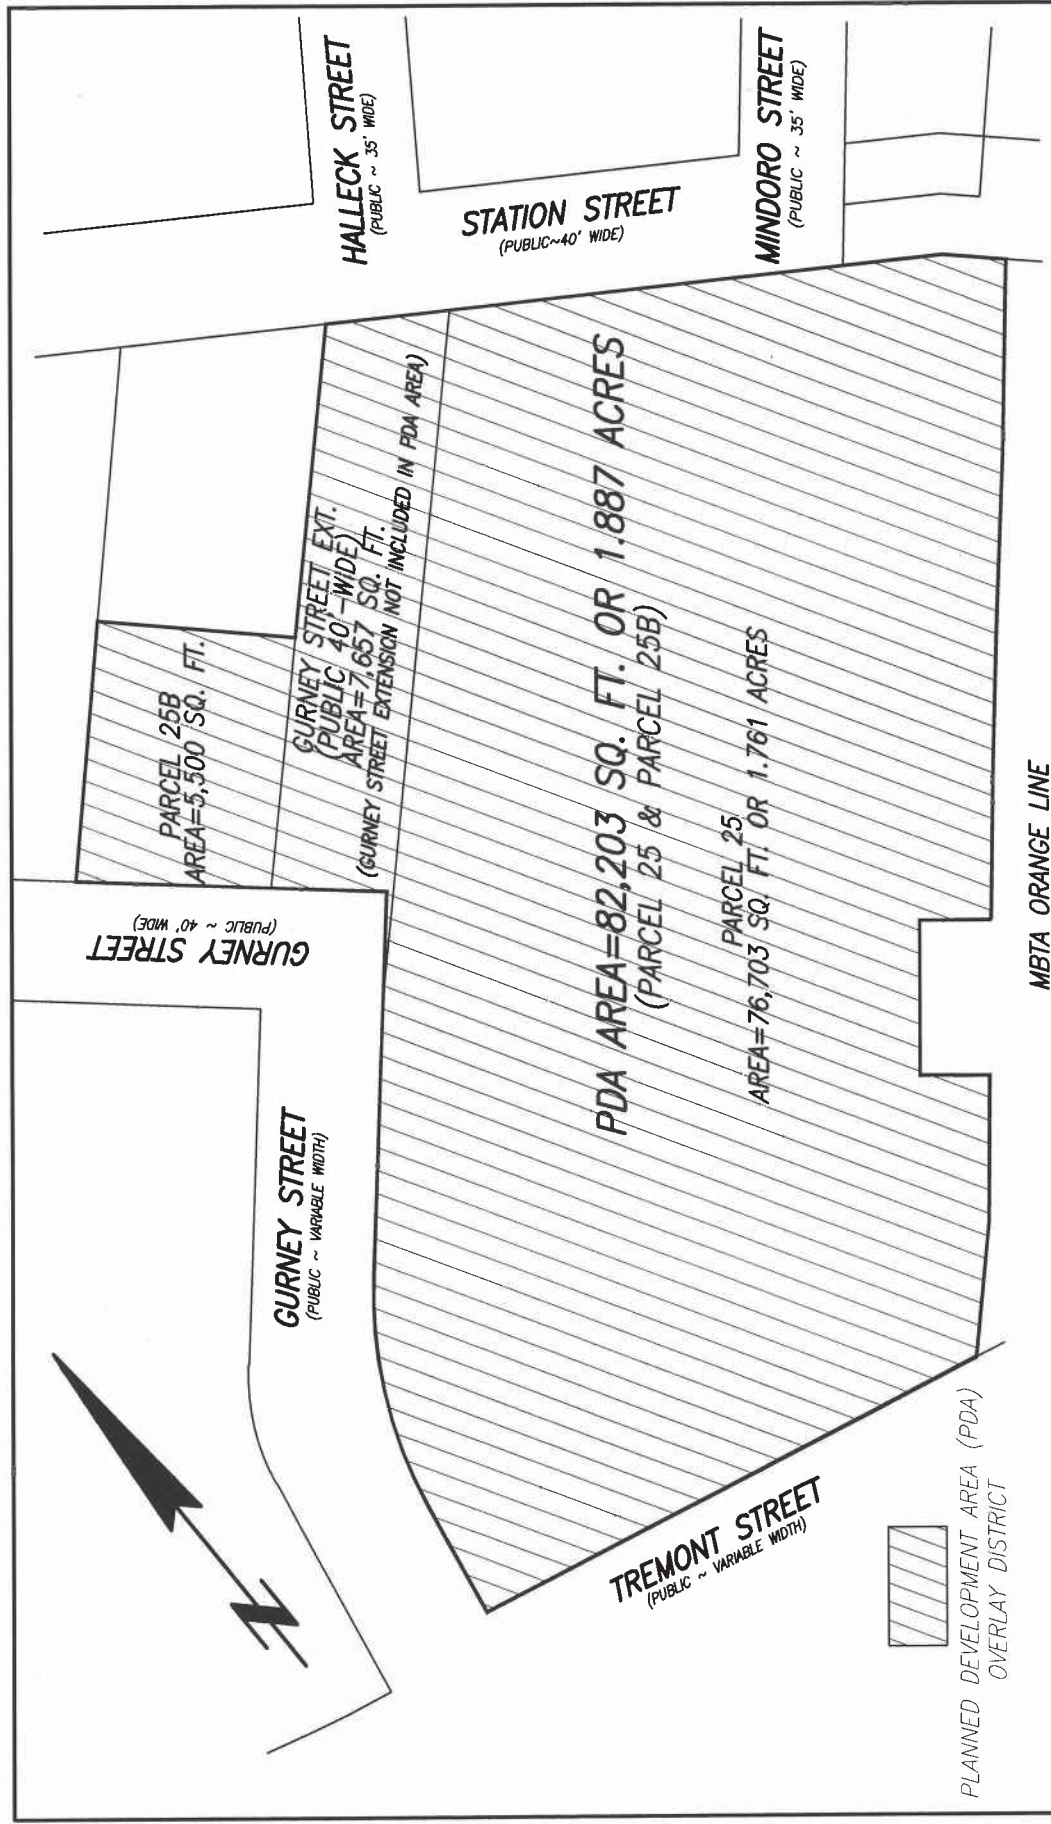 HALLECK STREET
(PUBLIC ~ 35' WIDE)
STATION STREET
(PUBLIC~40' WIDE)
MINDORO STREET
(PUBLIC ~ 35' WIDE)
PARCEL 25B
AREA=5,500 SQ. FT.
GURNEY STREET EXT.
(PUBLIC 40'-WIDE)
AREA=7,657 SQ. FT.
(GURNEY STREET EXTENSION NOT INCLUDED IN PDA AREA)
GURNEY STREET
(PUBLIC ~ 40' WIDE)
PDA AREA=82,203 SQ. FT. OR 1.887 ACRES
(PARCEL 25 & PARCEL 25B)
PARCEL 25
AREA=76,703 SQ. FT. OR 1.761 ACRES
GURNEY STREET
(PUBLIC ~ VARIABLE WIDTH)
N
TREMONT STREET
(PUBLIC ~ VARIABLE WIDTH)
MBTA ORANGE LINE
PLANNED DEVELOPMENT AREA (PDA)
OVERLAY DISTRICT